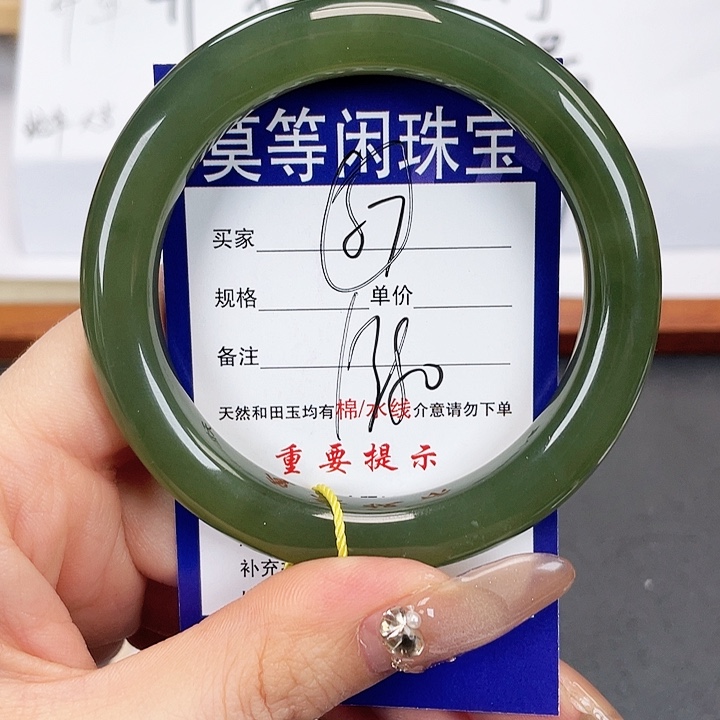 莫等闲珠宝
87
买家
规格 单价
备注
天然和田玉均有棉/水线介意请勿下单
重要提示
补充